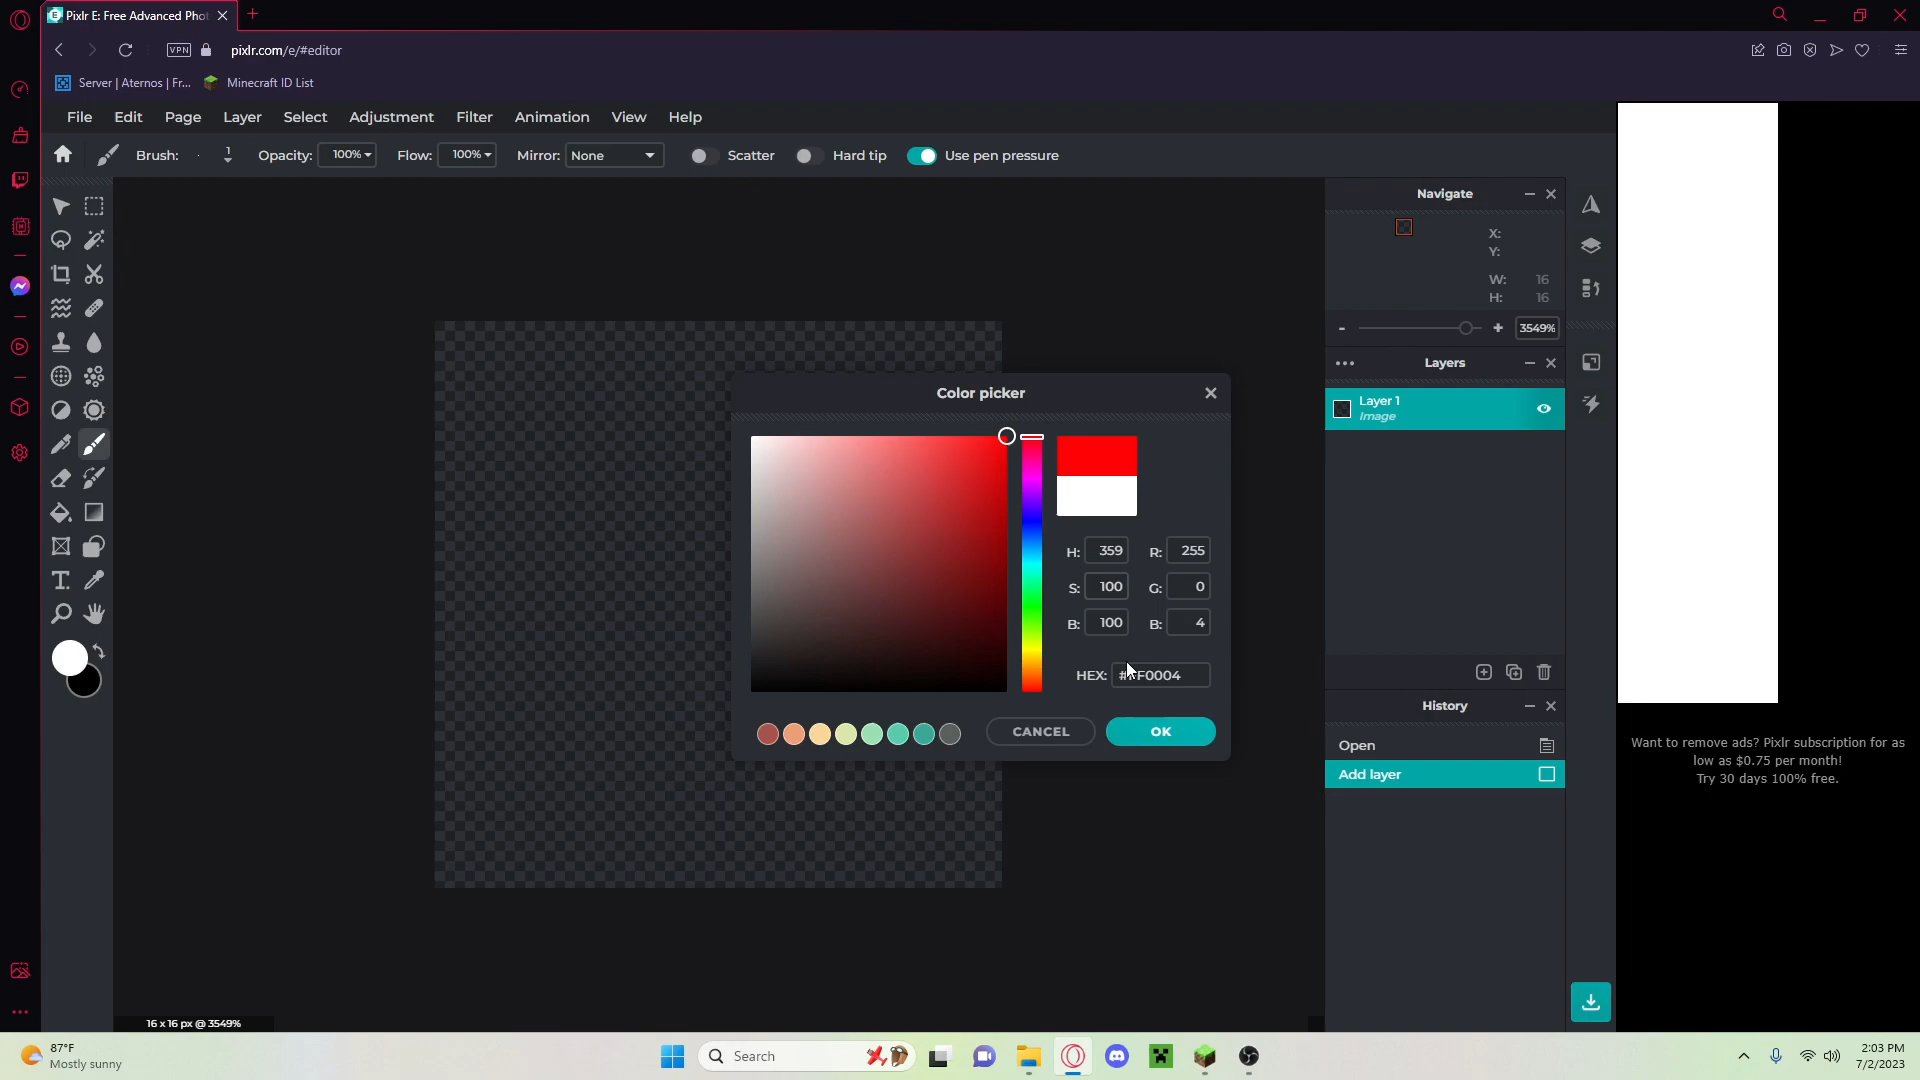 Pixlr E: Free Advanced Phot
VPN
pixlr.com/e/#editor
Server | Aternos | Fr...
Minecraft ID List
File
Edit
Page
Layer
Select
Adjustment
Filter
Animation
View
Help
Brush:
1
Opacity:
100%
Flow:
100%
Mirror:
None
Scatter
Hard tip
Use pen pressure
Navigate
X:
Y:
W: 16
H: 16
- + 3549%
Layers
Layer 1
Image
Color picker
H: 359
R: 255
S: 100
G: 0
B: 100
B: 4
HEX: #FF0004
CANCEL
OK
History
Open
Add layer
Want to remove ads? Pixlr subscription for as
low as $0.75 per month!
Try 30 days 100% free.
16 x 16 px @ 3549%
87°F
Mostly sunny
Search
2:03 PM
7/2/2023